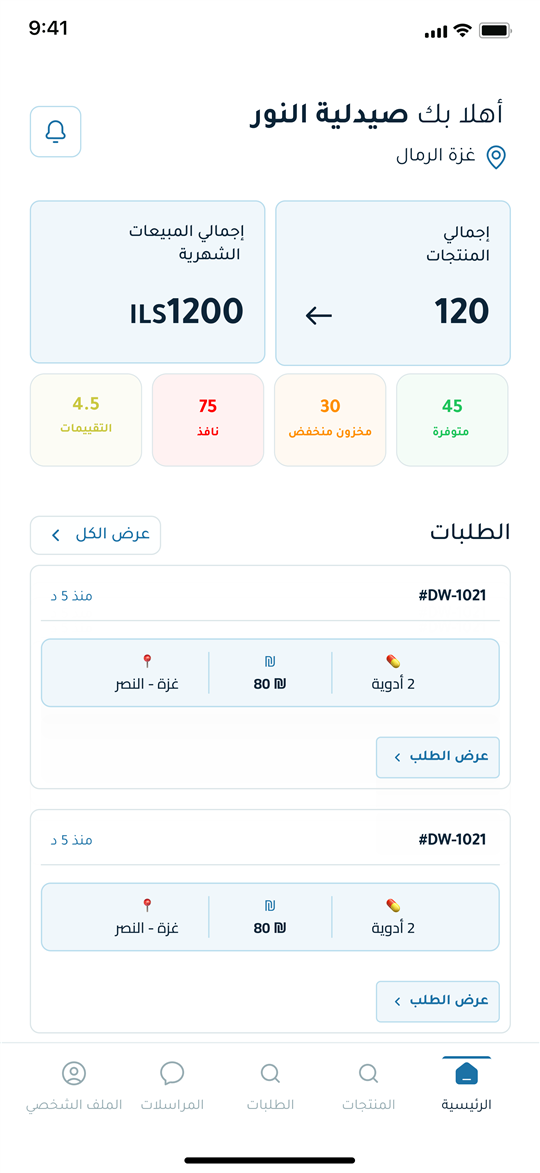 9:41
أهلا بك صيدلية النور
غزة الرمال
إجمالي
المنتجات
120
إجمالي المبيعات
الشهرية
ILS1200
45
متوفرة
30
مخزون منخفض
75
نافذ
4.5
التقييمات
الطلبات
عرض الكل
#DW-1021
منذ 5 د
2 أدوية
₪
80 ₪
غزة - النصر
عرض الطلب
#DW-1021
منذ 5 د
2 أدوية
₪
80 ₪
غزة - النصر
عرض الطلب
الرئيسية
المنتجات
الطلبات
المراسلات
الملف الشخصي